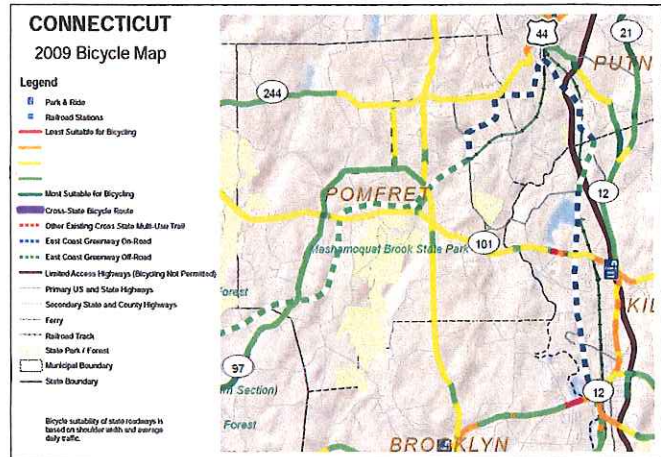 CONNECTICUT
2009 Bicycle Map
Legend
Park & Ride
Railroad Stations
Least Suitable for Bicycling
Most Suitable for Bicycling
Cross-State Bicycle Route
Other Existing Cross State Multi-Use Trail
East Coast Greenway On-Road
East Coast Greenway Off-Road
Limited Access Highways (Bicycling Not Permitted)
Primary US and State Highways
Secondary State and County Highways
Ferry
Railroad Track
State Park / Forest
Municipal Boundary
State Boundary
Bicycle suitability of state roadways is
based on shoulder width and average
daily traffic.
44
21
PUTN
244
POMFRET
12
101
Mashamoquat Brook State Park
KIL
Forest
97
Section)
12
Forest
BROOKLYN